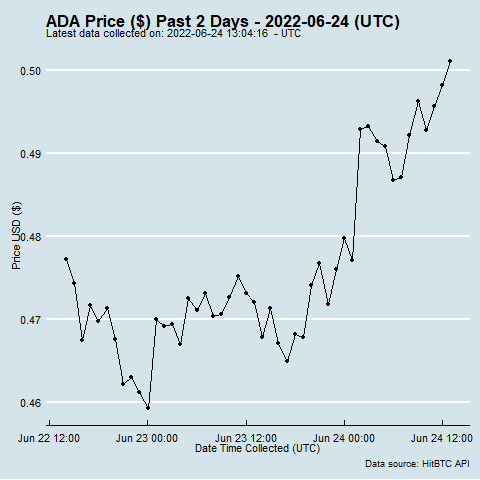 ADA Price ($) Past 2 Days - 2022-06-24 (UTC)
Latest data collected on: 2022-06-24 13:04:16 - UTC
0.50
0.49
0.48
0.47
0.46
Price USD ($)
Jun 22 12:00 Jun 23 00:00 Jun 23 12:00 Jun 24 00:00 Jun 24 12:00
Date Time Collected (UTC)
Data source: HitBTC API